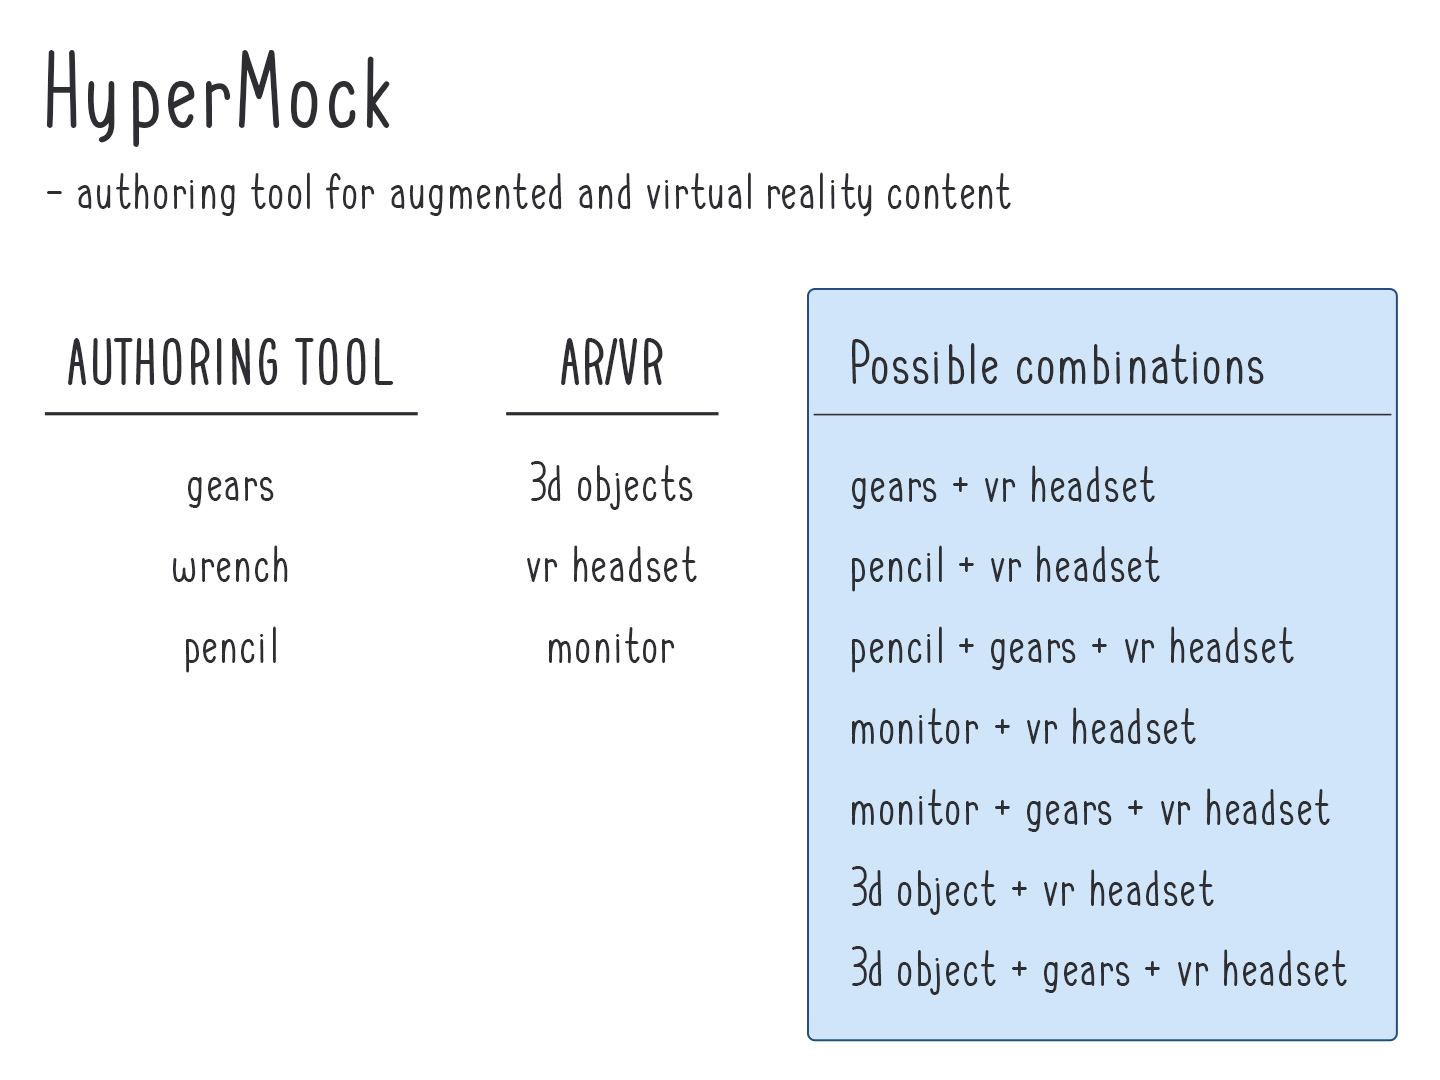 HyperMock
- authoring tool for augmented and virtual reality content
AUTHORING TOOL
gears
wrench
pencil
AR/VR
3d objects
vr headset
monitor
Possible combinations
gears + vr headset
pencil + vr headset
pencil + gears + vr headset
monitor + vr headset
monitor + gears + vr headset
3d object + vr headset
3d object + gears + vr headset